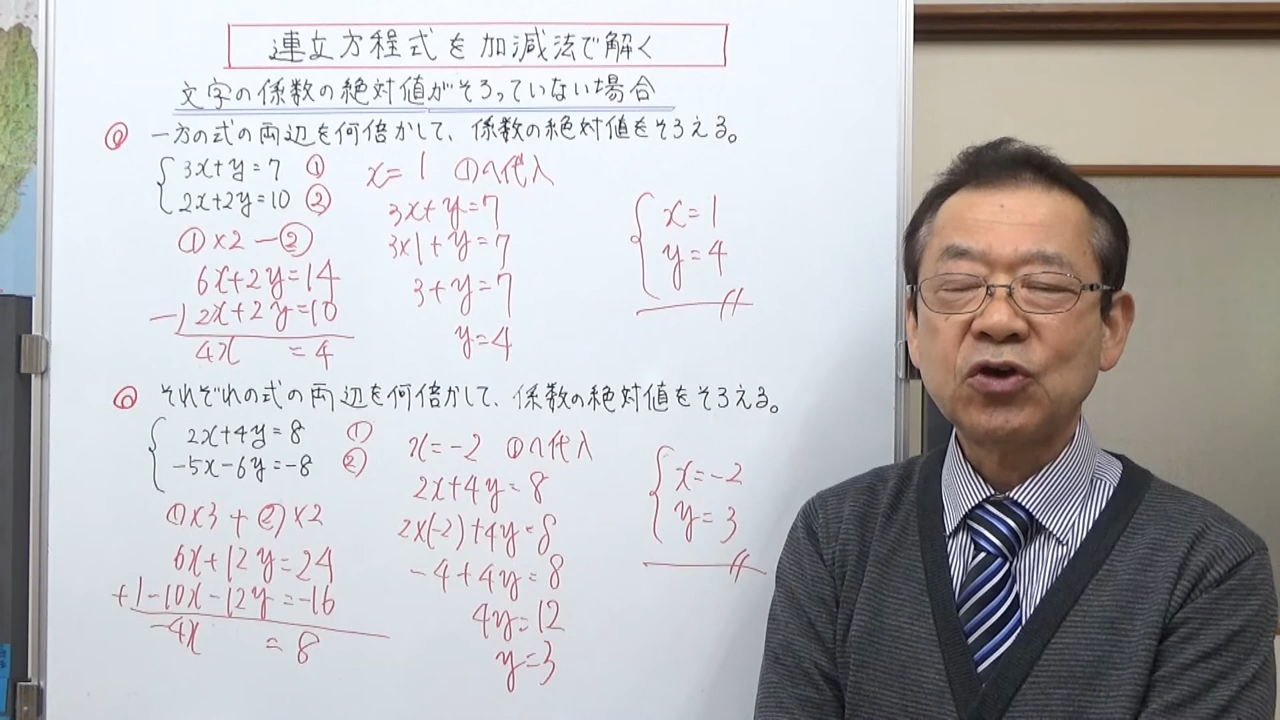 連立方程式を加減法で解く
文字の係数の絶対値がそろっていない場合
◎ 一方の式の両辺を何倍かして、係数の絶対値をそろえる。
3x+y=7 ①
2x+2y=10 ②
①×2-②
6x+2y=14
-) 2x+2y=10
4x =4
x=1 ①へ代入
3x+y=7
3×1+y=7
3+y=7
y=4
x=1
y=4
◎ それぞれの式の両辺を何倍かして、係数の絶対値をそろえる。
2x+4y=8 ①
-5x-6y=-8 ②
①×3+②×2
6x+12y=24
+) -10x-12y=-16
-4x =8
x=-2 ①へ代入
2x+4y=8
2×(-2)+4y=8
-4+4y=8
4y=12
y=3
x=-2
y=3